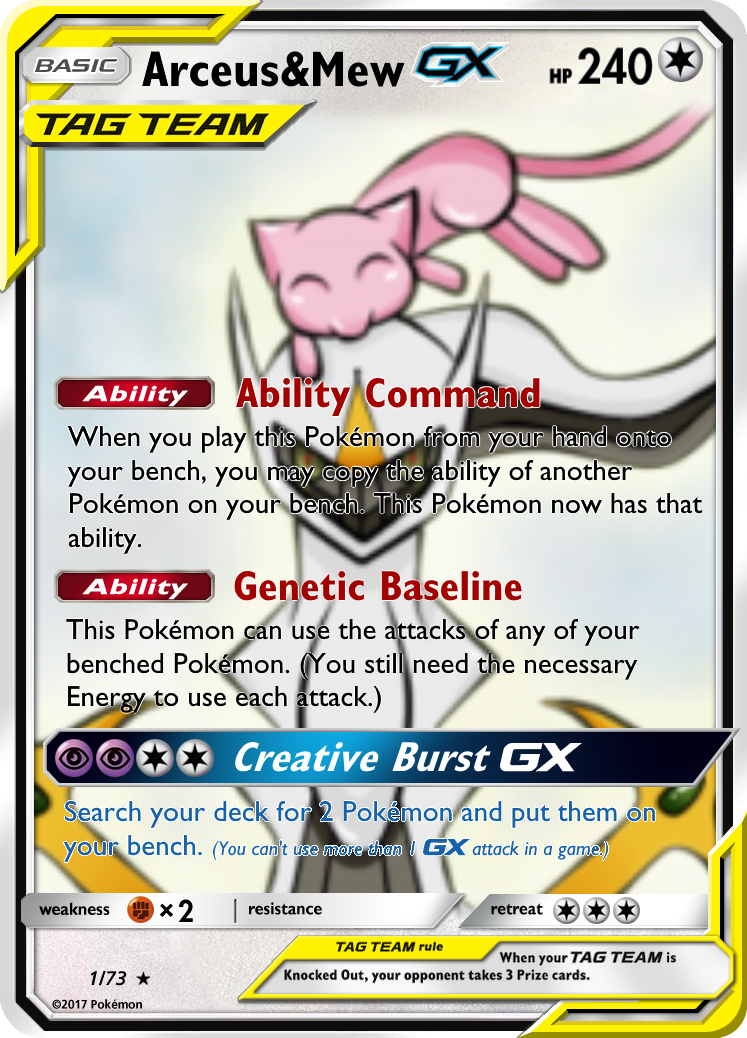 BASIC Arceus&Mew GX HP 240
TAG TEAM
Ability Ability Command
When you play this Pokémon from your hand onto
your bench, you may copy the ability of another
Pokémon on your bench. This Pokémon now has that
ability.
Ability Genetic Baseline
This Pokémon can use the attacks of any of your
benched Pokémon. (You still need the necessary
Energy to use each attack.)
Creative Burst GX
Search your deck for 2 Pokémon and put them on
your bench. (You can't use more than 1 GX attack in a game.)
weakness ×2 resistance retreat
TAG TEAM rule
When your TAG TEAM is
Knocked Out, your opponent takes 3 Prize cards.
1/73 ★
©2017 Pokémon